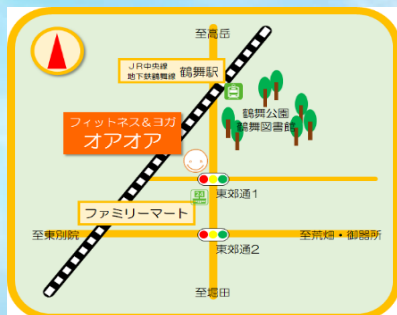 至高岳
JR中央線
地下鉄鶴舞線
鶴舞駅
フィットネス&ヨガ
オアオア
鶴舞公園
鶴舞図書館
東郊通1
ファミリーマート
至東別院
至荒畑・御器所
東郊通2
至堀田